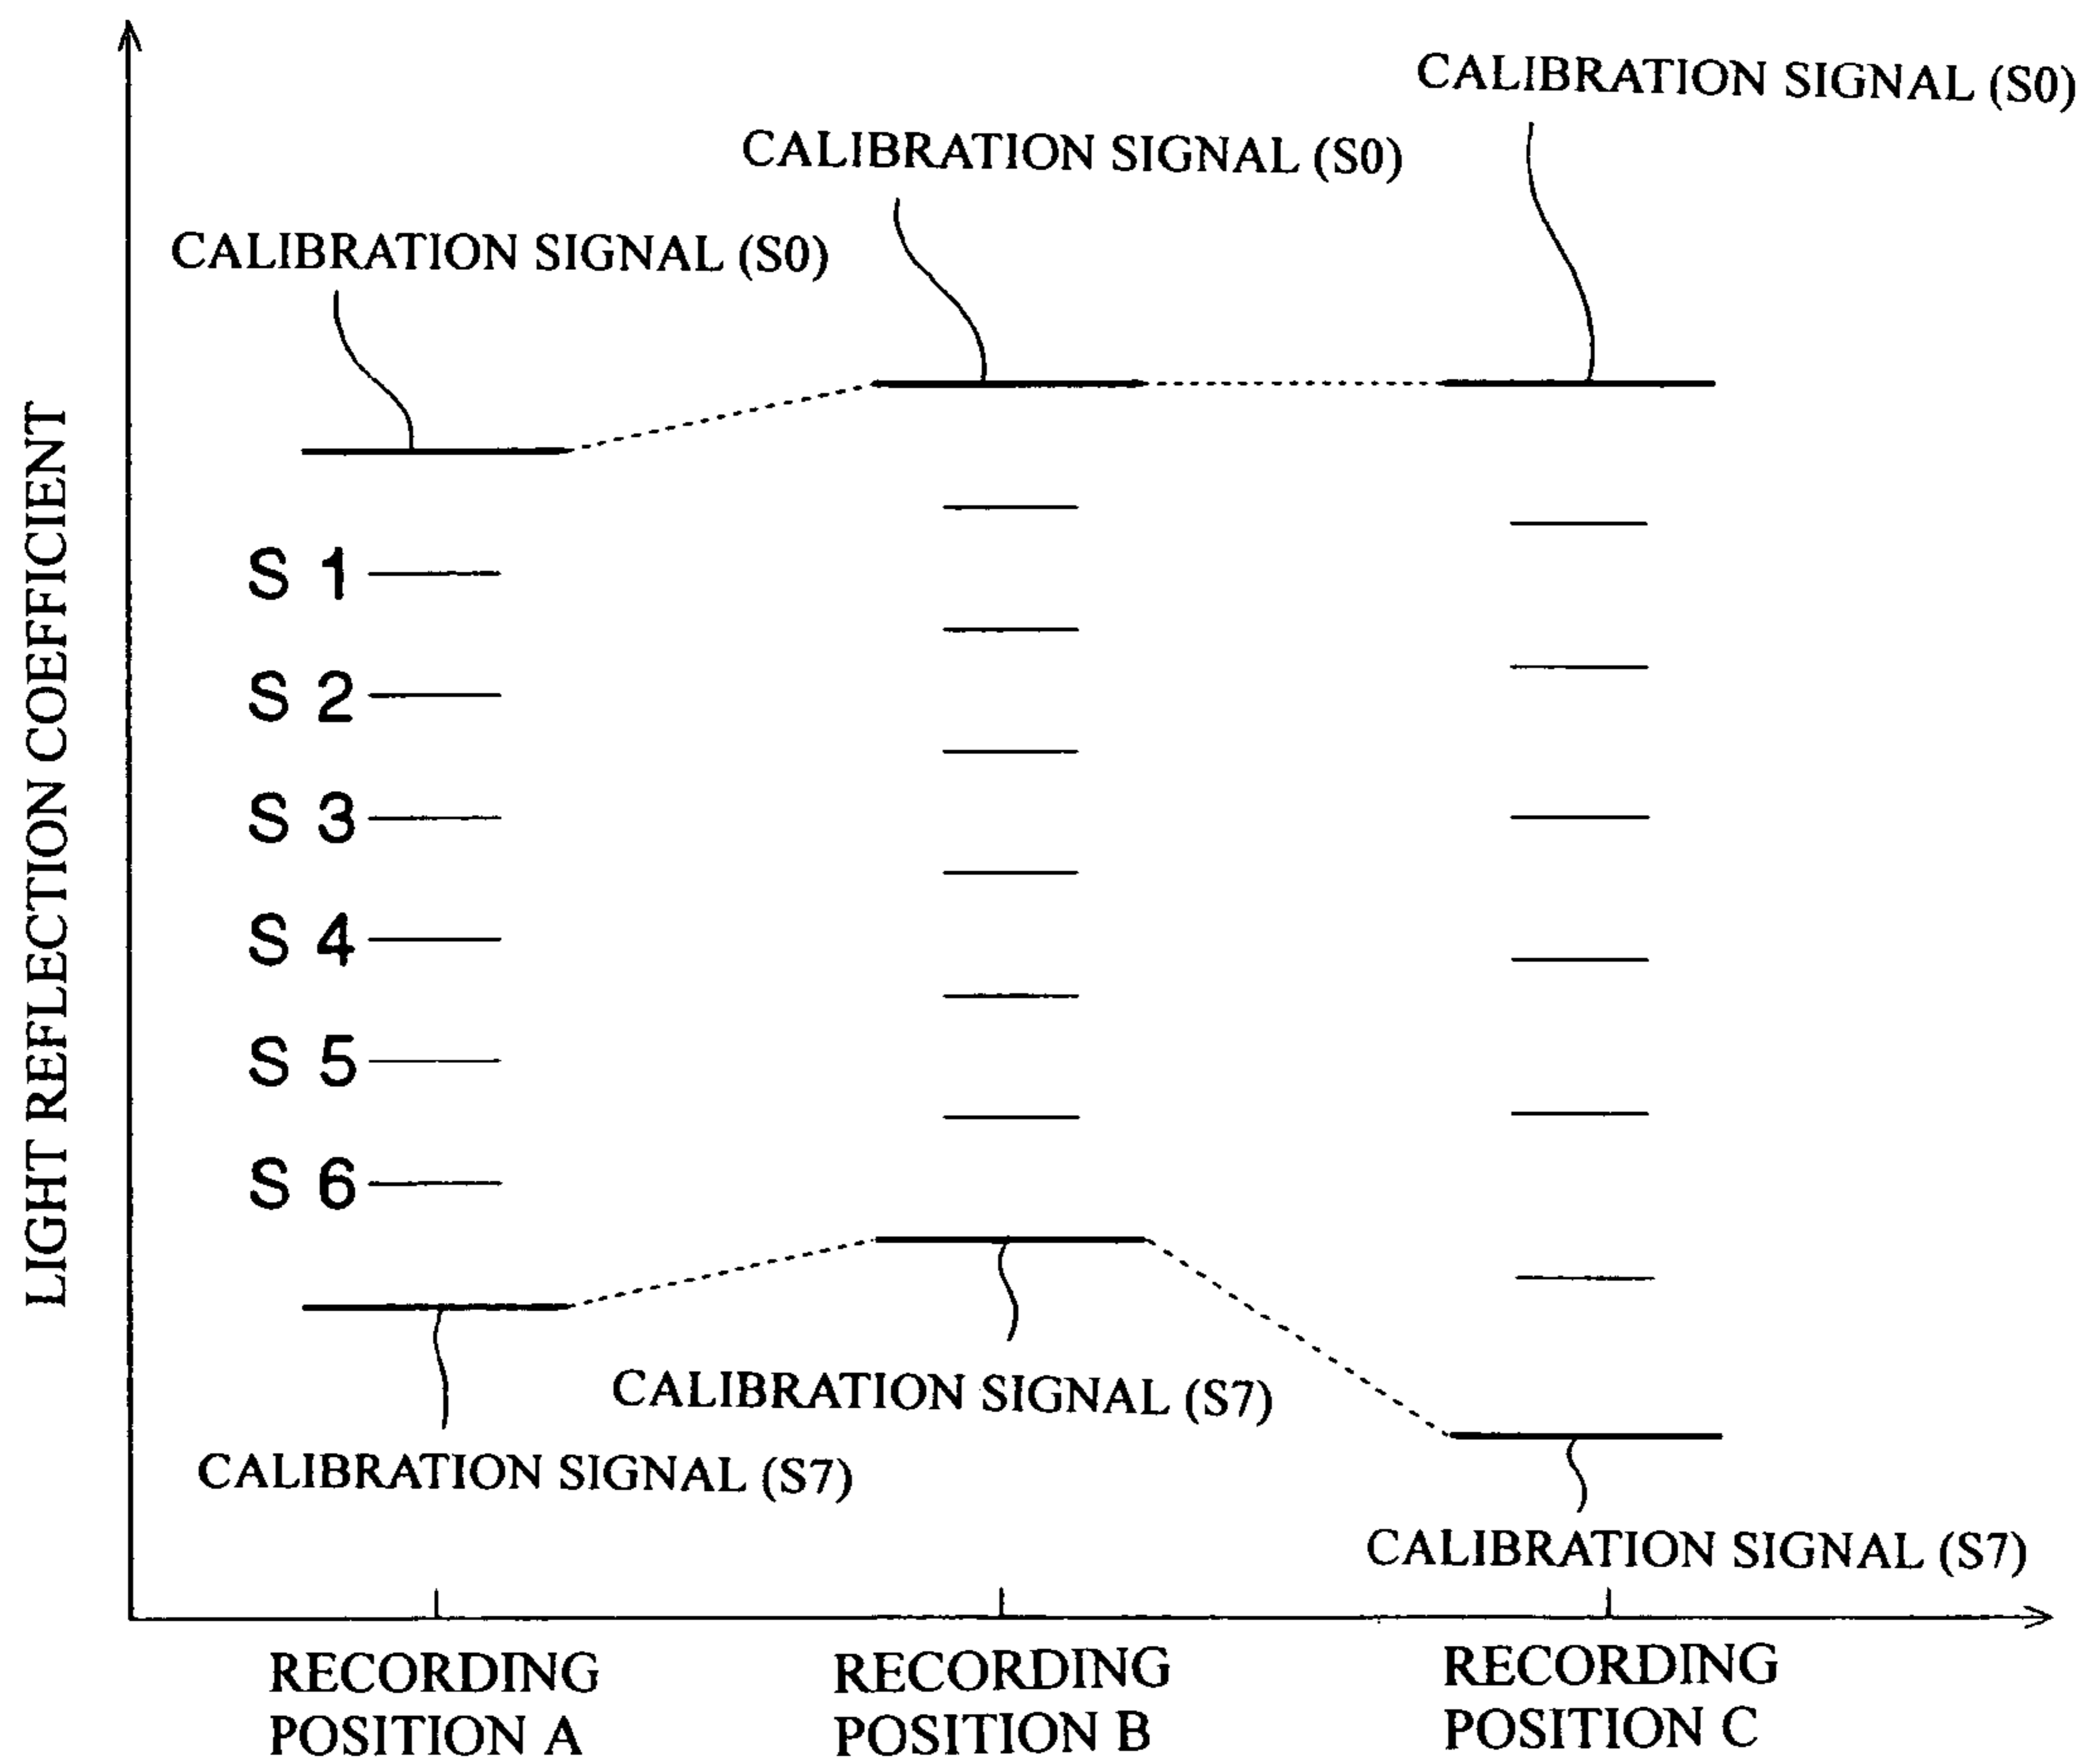 CALIBRATION SIGNAL (S0)
CALIBRATION SIGNAL (S0)
CALIBRATION SIGNAL (S0)
LIGHT REFLECTION COEFFICIENT
S 1
S 2
S 3
S 4
S 5
S 6
CALIBRATION SIGNAL (S7)
CALIBRATION SIGNAL (S7)
CALIBRATION SIGNAL (S7)
RECORDING
POSITION A
RECORDING
POSITION B
RECORDING
POSITION C